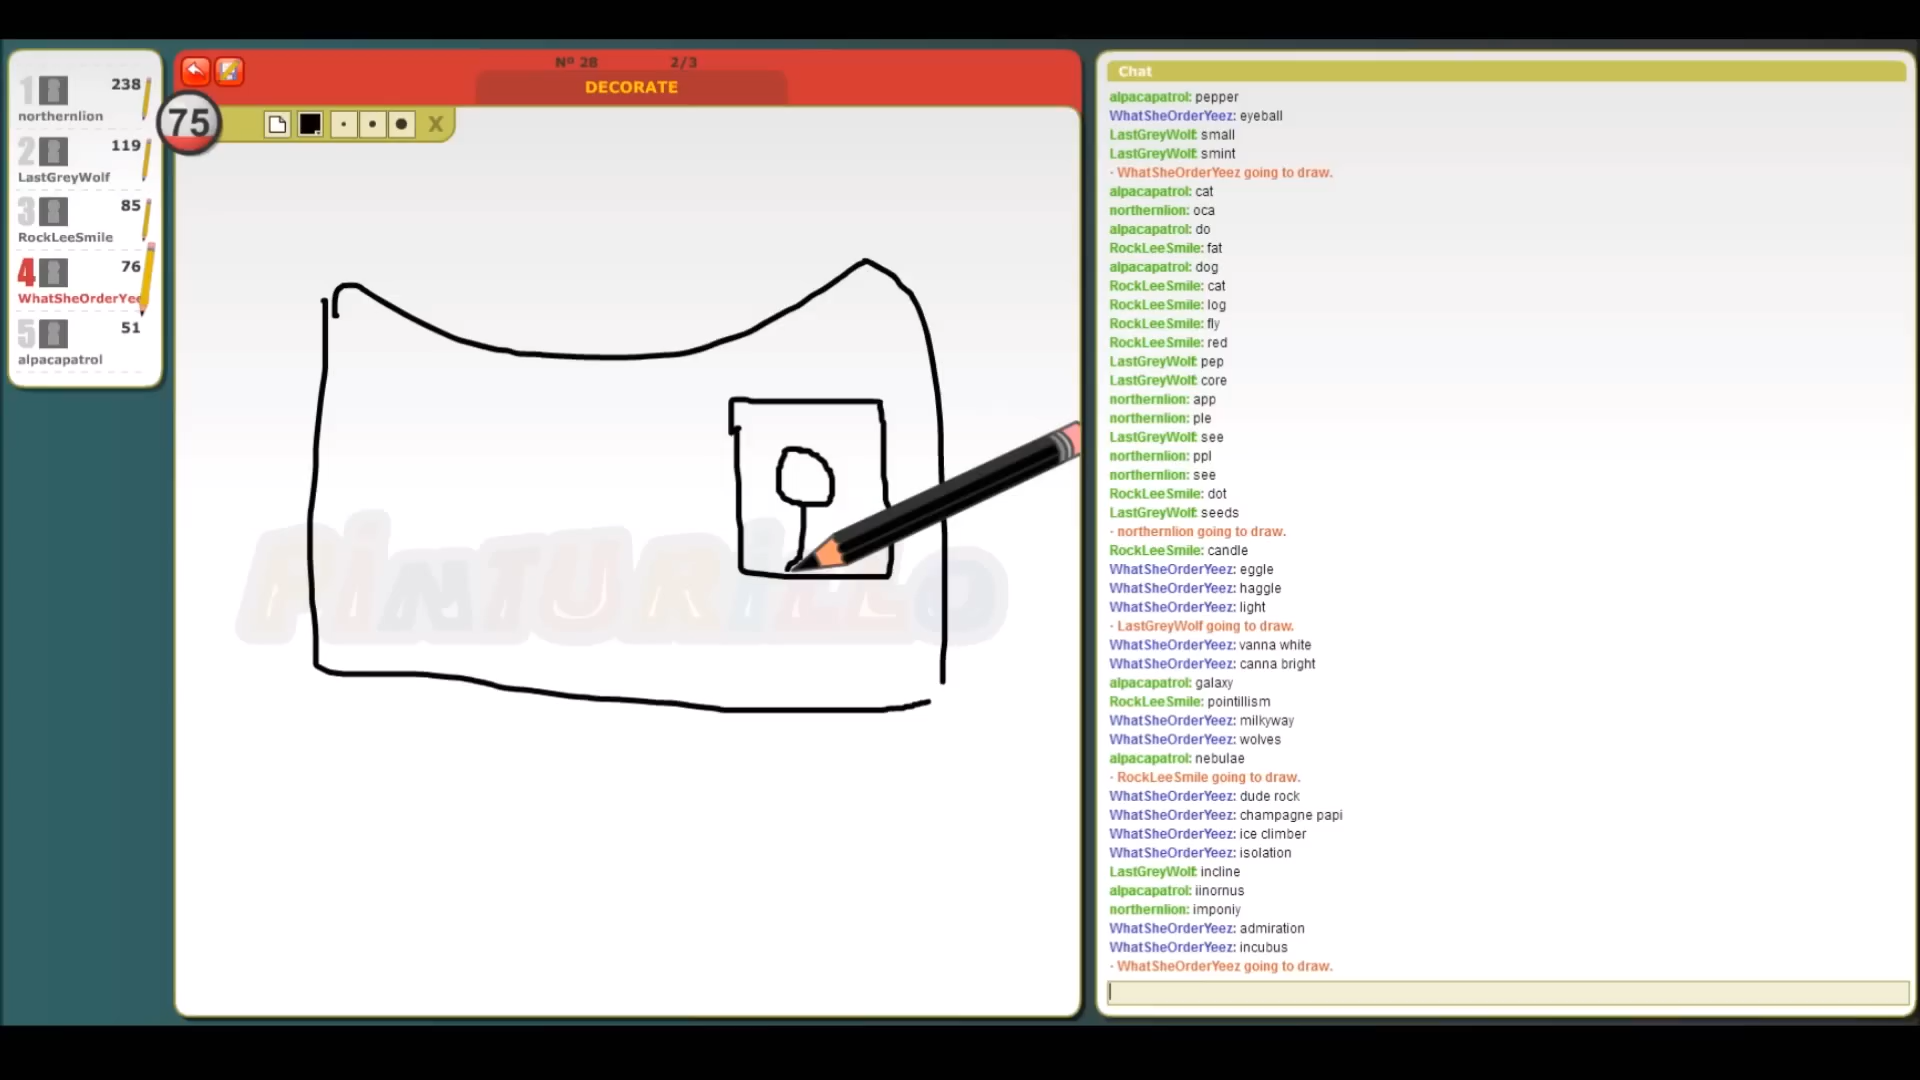 1 238
northernlion
2 119
LastGreyWolf
3 85
RockLeeSmile
4 76
WhatSheOrderYee
5 51
alpacapatrol
75
Nº 28 2/3
DECORATE
X
PINTURILLO
Chat
alpacapatrol: pepper
WhatSheOrderYeez: eyeball
LastGreyWolf: small
LastGreyWolf: smint
· WhatSheOrderYeez going to draw.
alpacapatrol: cat
northernlion: oca
alpacapatrol: do
RockLeeSmile: fat
alpacapatrol: dog
RockLeeSmile: cat
RockLeeSmile: log
RockLeeSmile: fly
RockLeeSmile: red
LastGreyWolf: pep
LastGreyWolf: core
northernlion: app
northernlion: ple
LastGreyWolf: see
northernlion: ppl
northernlion: see
RockLeeSmile: dot
LastGreyWolf: seeds
· northernlion going to draw.
RockLeeSmile: candle
WhatSheOrderYeez: eggle
WhatSheOrderYeez: haggle
WhatSheOrderYeez: light
· LastGreyWolf going to draw.
WhatSheOrderYeez: vanna white
WhatSheOrderYeez: canna bright
alpacapatrol: galaxy
RockLeeSmile: pointillism
WhatSheOrderYeez: milkyway
WhatSheOrderYeez: wolves
alpacapatrol: nebulae
· RockLeeSmile going to draw.
WhatSheOrderYeez: dude rock
WhatSheOrderYeez: champagne papi
WhatSheOrderYeez: ice climber
WhatSheOrderYeez: isolation
LastGreyWolf: incline
alpacapatrol: iinornus
northernlion: imponiy
WhatSheOrderYeez: admiration
WhatSheOrderYeez: incubus
· WhatSheOrderYeez going to draw.